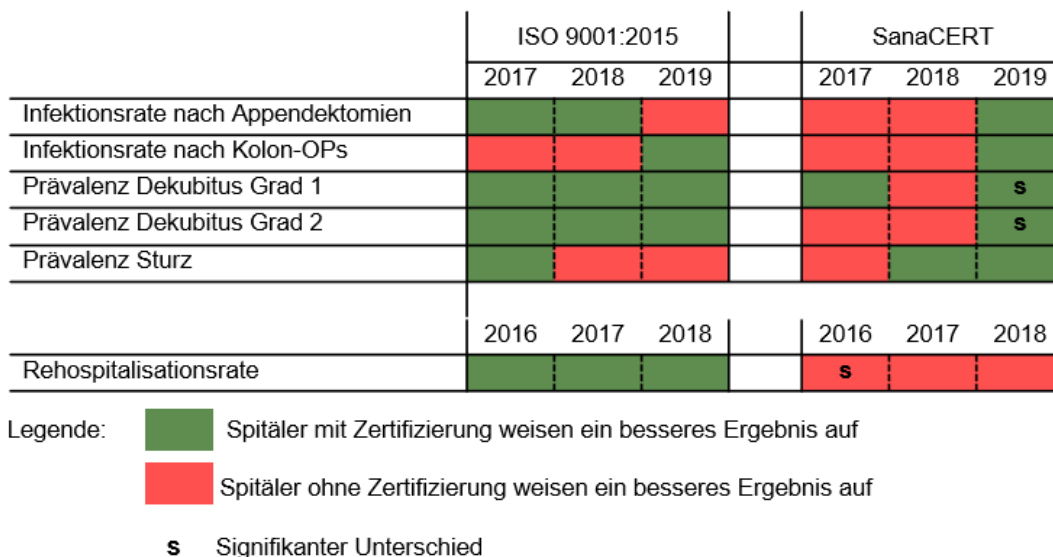 ISO 9001:2015 SanaCERT
2017 2018 2019 2017 2018 2019
Infektionsrate nach Appendektomien
Infektionsrate nach Kolon-OPs
Prävalenz Dekubitus Grad 1 s
Prävalenz Dekubitus Grad 2 s
Prävalenz Sturz
2016 2017 2018 2016 2017 2018
Rehospitalisationsrate s
Legende: Spitäler mit Zertifizierung weisen ein besseres Ergebnis auf
Spitäler ohne Zertifizierung weisen ein besseres Ergebnis auf
s Signifikanter Unterschied